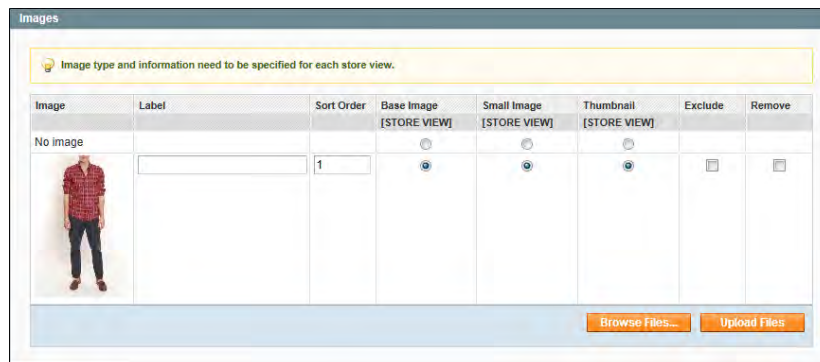 Images
Image type and information need to be specified for each store view.
Image Label Sort Order Base Image Small Image Thumbnail Exclude Remove
[STORE VIEW] [STORE VIEW] [STORE VIEW]
No image
1
Browse Files... Upload Files